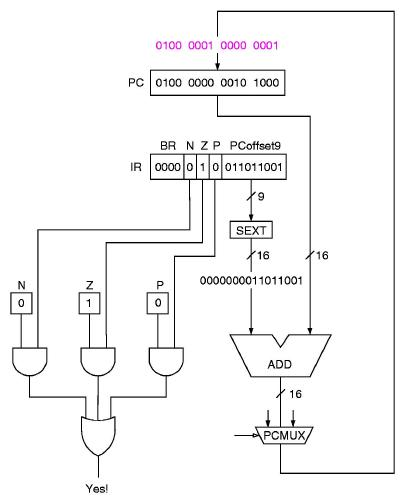 0100 0001 0000 0001
PC 0100 0000 0010 1000
BR N Z P PCoffset9
IR 0000 0 1 0 011011001
9
SEXT
16 16
0000000011011001
N Z P
0 1 0
ADD
16
PCMUX
Yes!